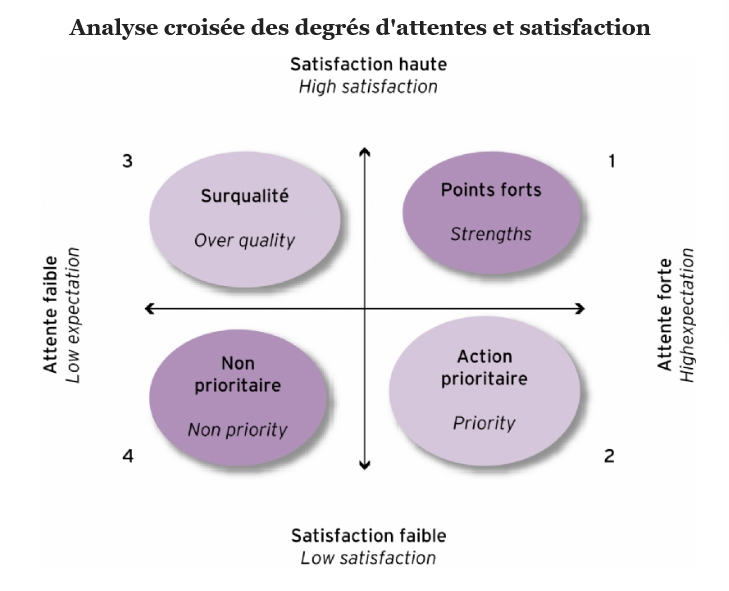 Analyse croisée des degrés d'attentes et satisfaction
Satisfaction haute
High satisfaction
3
1
Surqualité
Over quality
Points forts
Strengths
Attente faible
Low expectation
Attente forte
Highexpectation
Non
prioritaire
Non priority
Action
prioritaire
Priority
4
2
Satisfaction faible
Low satisfaction